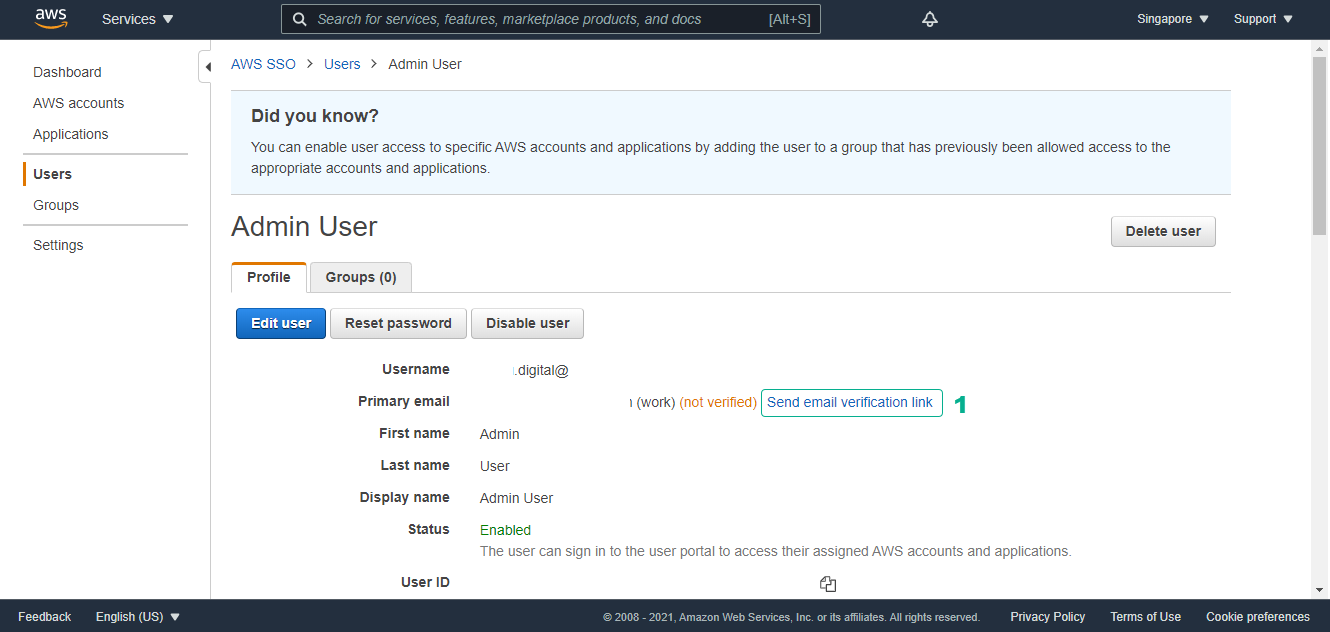 aws Services ▼ Search for services, features, marketplace products, and docs [Alt+S] Singapore ▼ Support ▼
Dashboard
AWS accounts
Applications
Users
Groups
Settings
AWS SSO > Users > Admin User
Did you know?
You can enable user access to specific AWS accounts and applications by adding the user to a group that has previously been allowed access to the
appropriate accounts and applications.
Admin User
Delete user
Profile Groups (0)
Edit user Reset password Disable user
Username .digital@
Primary email (work) (not verified) Send email verification link 1
First name Admin
Last name User
Display name Admin User
Status Enabled
The user can sign in to the user portal to access their assigned AWS accounts and applications.
User ID
Feedback English (US) ▼ © 2008 - 2021, Amazon Web Services, Inc. or its affiliates. All rights reserved. Privacy Policy Terms of Use Cookie preferences